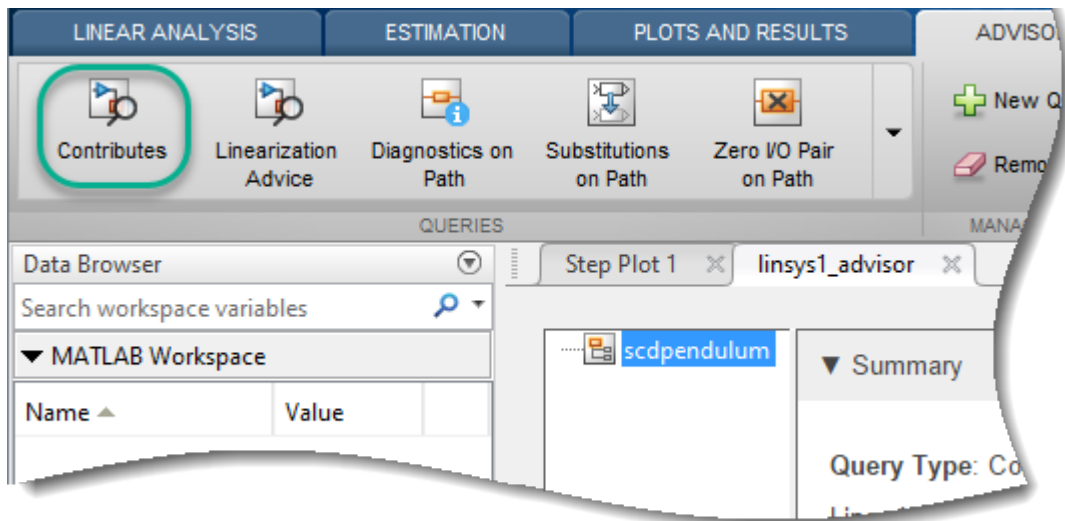 LINEAR ANALYSIS
ESTIMATION
PLOTS AND RESULTS
Contributes
Linearization
Advice
Diagnostics on
Path
Substitutions
on Path
Zero I/O Pair
on Path
New
QUERIES
Data Browser
Step Plot 1
linsys1_advisor
Search workspace variables
MATLAB Workspace
scdpendulum
Summary
Name
Value
Query Type: